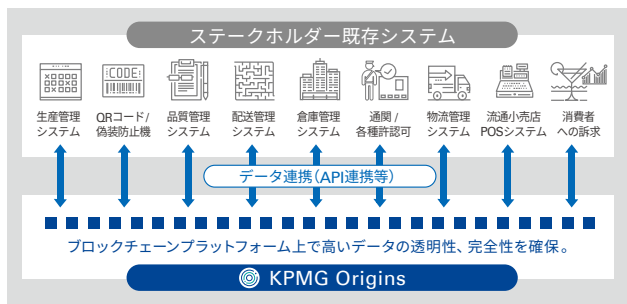 ステークホルダー既存システム
CODE
生産管理
システム
QRコード/
偽装防止機
品質管理
システム
配送管理
システム
倉庫管理
システム
通関/
各種許認可
物流管理
システム
流通小売店
POSシステム
消費者
への訴求
データ連携(API連携等)
ブロックチェーンプラットフォーム上で高いデータの透明性、完全性を確保。
KPMG Origins